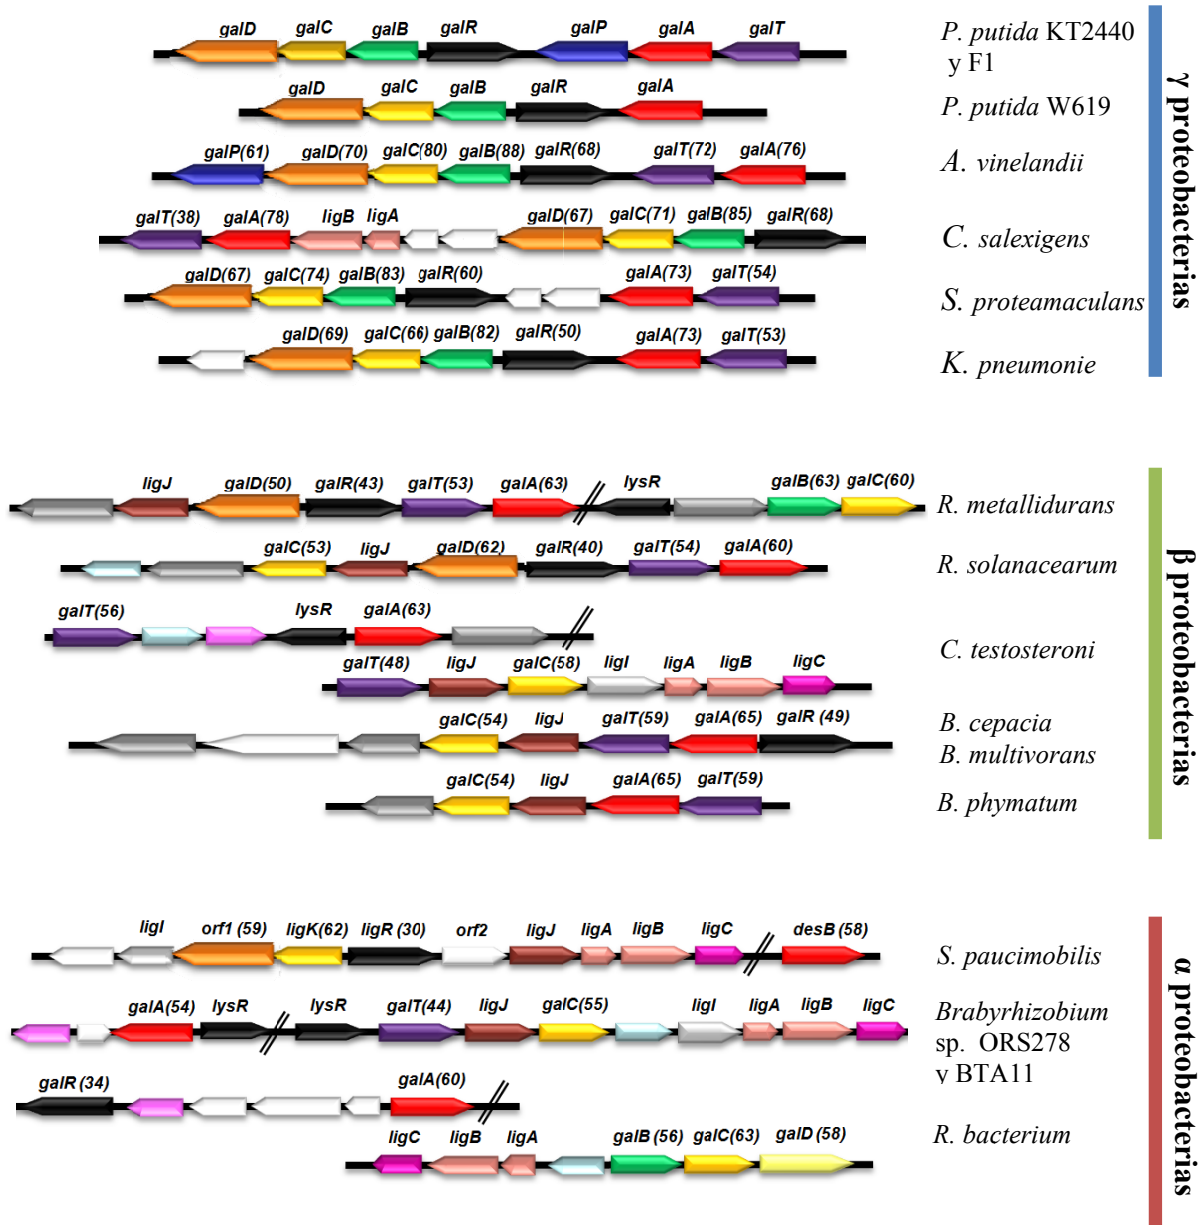 galD galC galB galR galP galA galT
P. putida KT2440
y F1
galD galC galB galR galA
P. putida W619
galP(61) galD(70) galC(80) galB(88) galR(68) galT(72) galA(76)
A. vinelandii
galT(38) galA(78) ligB ligA galD(67) galC(71) galB(85) galR(68)
C. salexigens
galD(67) galC(74) galB(83) galR(60) galA(73) galT(54)
S. proteamaculans
galD(69) galC(66) galB(82) galR(50) galA(73) galT(53)
K. pneumonie
γ proteobacterias
ligJ galD(50) galR(43) galT(53) galA(63) lysR galB(63) galC(60)
R. metallidurans
galC(53) ligJ galD(62) galR(40) galT(54) galA(60)
R. solanacearum
galT(56) lysR galA(63)
C. testosteroni
galT(48) ligJ galC(58) ligI ligA ligB ligC
galC(54) ligJ galT(59) galA(65) galR (49)
B. cepacia
B. multivorans
galC(54) ligJ galA(65) galT(59)
B. phymatum
β proteobacterias
ligI orf1 (59) ligK(62) ligR (30) orf2 ligJ ligA ligB ligC desB (58)
S. paucimobilis
galA(54) lysR lysR galT(44) ligJ galC(55) ligI ligA ligB ligC
Brabyrhizobium
sp. ORS278
y BTA11
galR (34) galA(60)
R. bacterium
ligC ligB ligA galB (56) galC(63) galD (58)
α proteobacterias